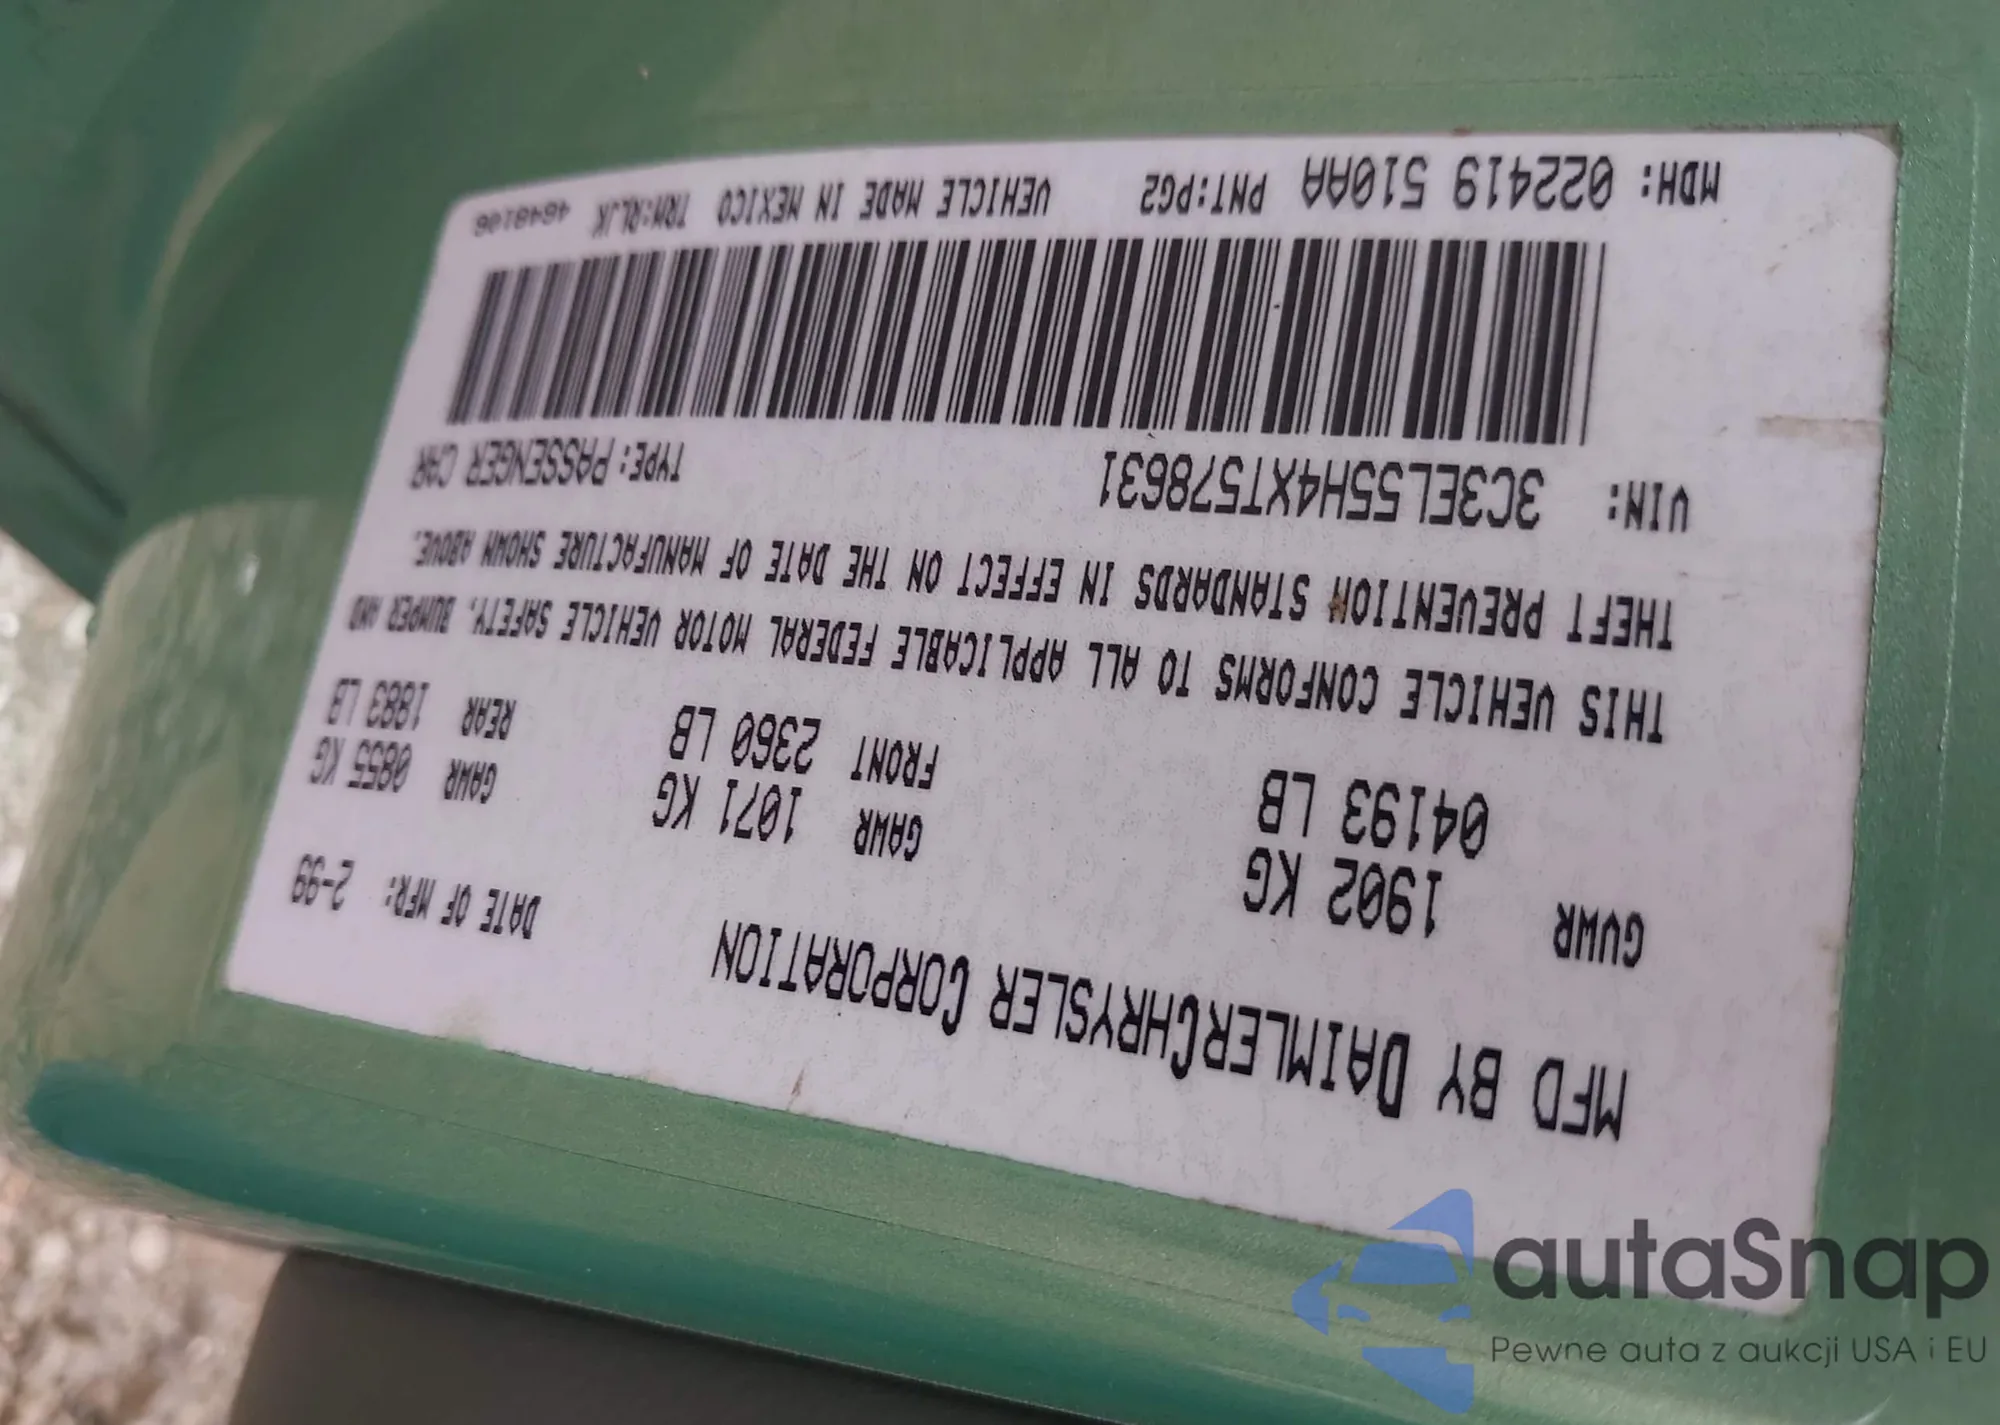 MFD BY DAIMLERCHRYSLER CORPORATION
DATE OF MFR: 2-99
GVWR 1902 KG GAWR 1071 KG GAWR 0855 KG
04193 LB FRONT 2360 LB REAR 1883 LB
THIS VEHICLE CONFORMS TO ALL APPLICABLE FEDERAL MOTOR VEHICLE SAFETY, BUMPER AND
THEFT PREVENTION STANDARDS IN EFFECT ON THE DATE OF MANUFACTURE SHOWN ABOVE.
VIN: 3C3EL55H4XT578631 TYPE: PASSENGER CAR
MDH: 022419 510AA PNT:PG2 VEHICLE MADE IN MEXICO TRM:RLJK 4648106
autaSnap
Pewne auta z aukcji USA i EU